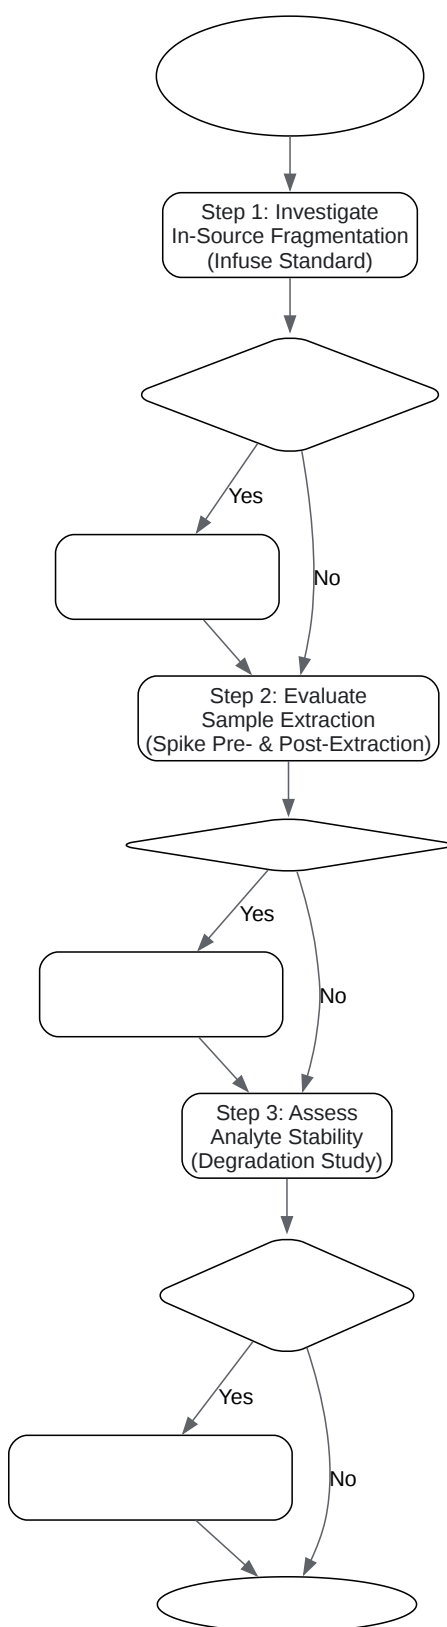 Step 1: Investigate
In-Source Fragmentation
(Infuse Standard)
Yes
No
Step 2: Evaluate
Sample Extraction
(Spike Pre- & Post-Extraction)
Yes
No
Step 3: Assess
Analyte Stability
(Degradation Study)
Yes
No